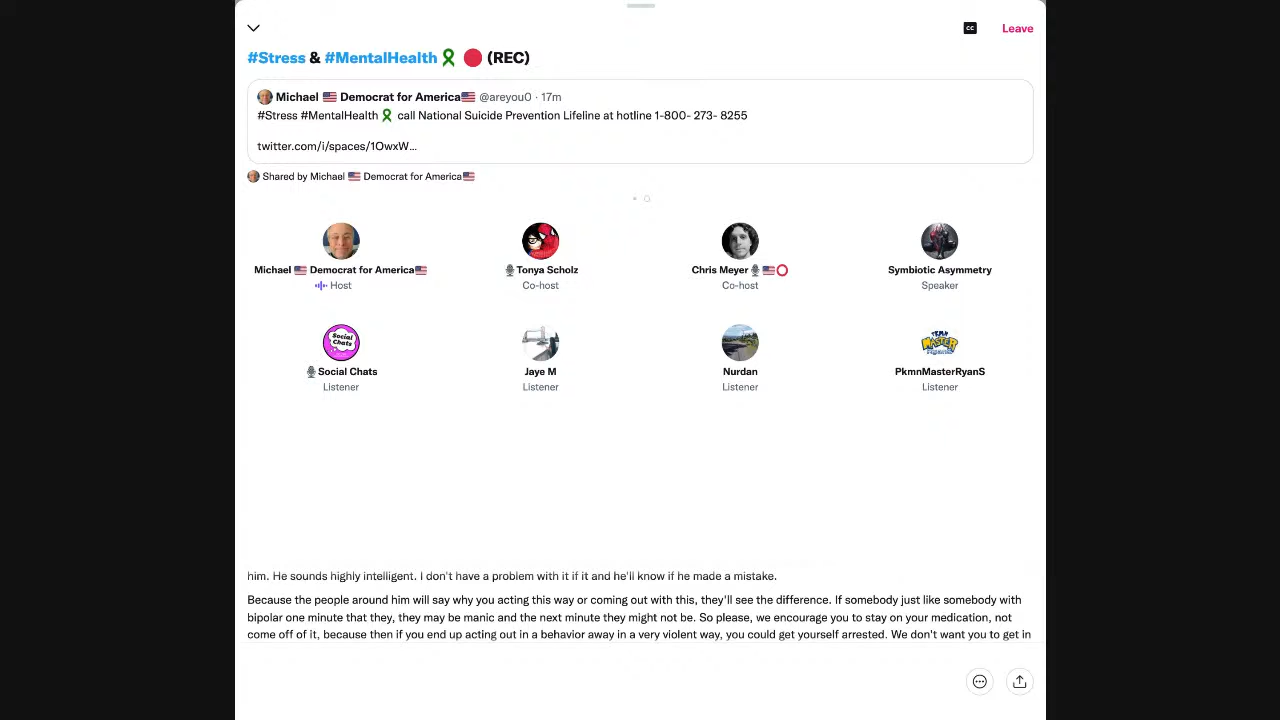 CC
Leave
#Stress & #MentalHealth🎗 🔴 (REC)
Michael 🇺🇸 Democrat for America🇺🇸 @areyou0 · 17m
#Stress #MentalHealth🎗 call National Suicide Prevention Lifeline at hotline 1-800- 273- 8255
twitter.com/i/spaces/1OwxW...
Shared by Michael 🇺🇸 Democrat for America🇺🇸
Michael 🇺🇸 Democrat for America🇺🇸
🎙Tonya Scholz
Chris Meyer🎙🇺🇸⭕
Symbiotic Asymmetry
Host
Co-host
Co-host
Speaker
Social Chats
🎙Social Chats
Jaye M
Nurdan
PkmnMasterRyanS
Listener
Listener
Listener
Listener
him. He sounds highly intelligent. I don't have a problem with it if it and he'll know if he made a mistake.
Because the people around him will say why you acting this way or coming out with this, they'll see the difference. If somebody just like somebody with
bipolar one minute that they, they may be manic and the next minute they might not be. So please, we encourage you to stay on your medication, not
come off of it, because then if you end up acting out in a behavior away in a very violent way, you could get yourself arrested. We don't want you to get in